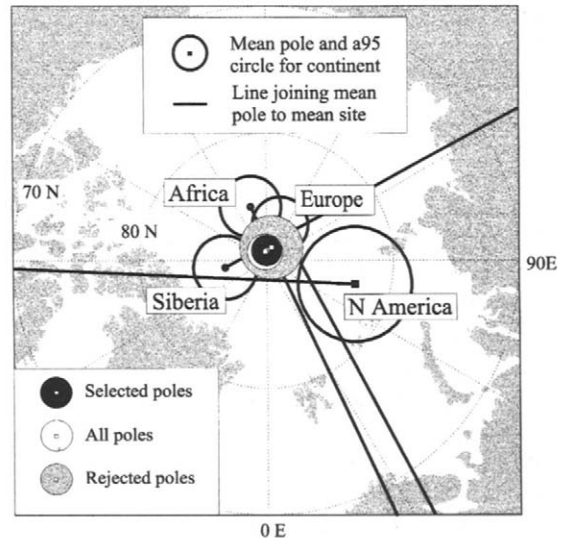 Mean pole and a95
circle for continent
Line joining mean
pole to mean site
70 N
Africa
Europe
80 N
90E
Siberia
N America
Selected poles
All poles
Rejected poles
0 E